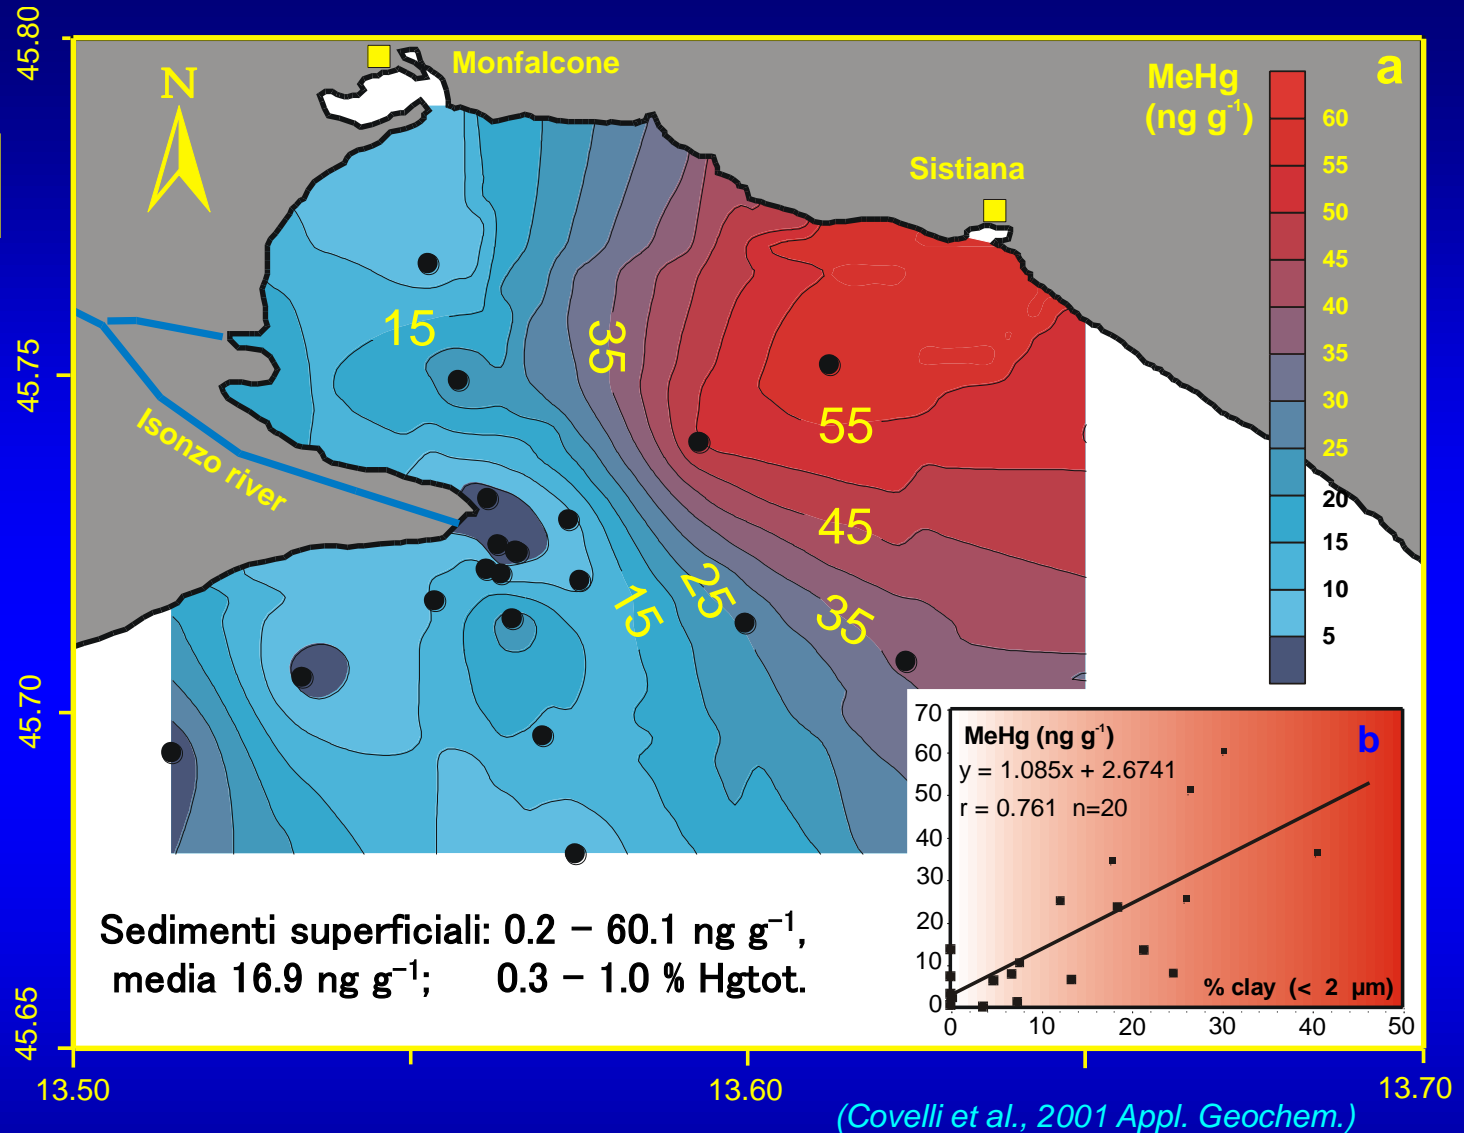 45.80
45.75
45.70
45.65
N
Monfalcone
Sistiana
MeHg
(ng g⁻¹)
a
60
55
50
45
40
35
30
25
20
15
10
5
15
35
55
45
15
25
35
Isonzo river
b
MeHg (ng g⁻¹)
y = 1.085x + 2.6741
r = 0.761 n=20
70
60
50
40
30
20
10
0
% clay (< 2 µm)
0 10 20 30 40 50
Sedimenti superficiali: 0.2 – 60.1 ng g⁻¹,
media 16.9 ng g⁻¹; 0.3 – 1.0 % Hgtot.
13.50 13.60 13.70
(Covelli et al., 2001 Appl. Geochem.)